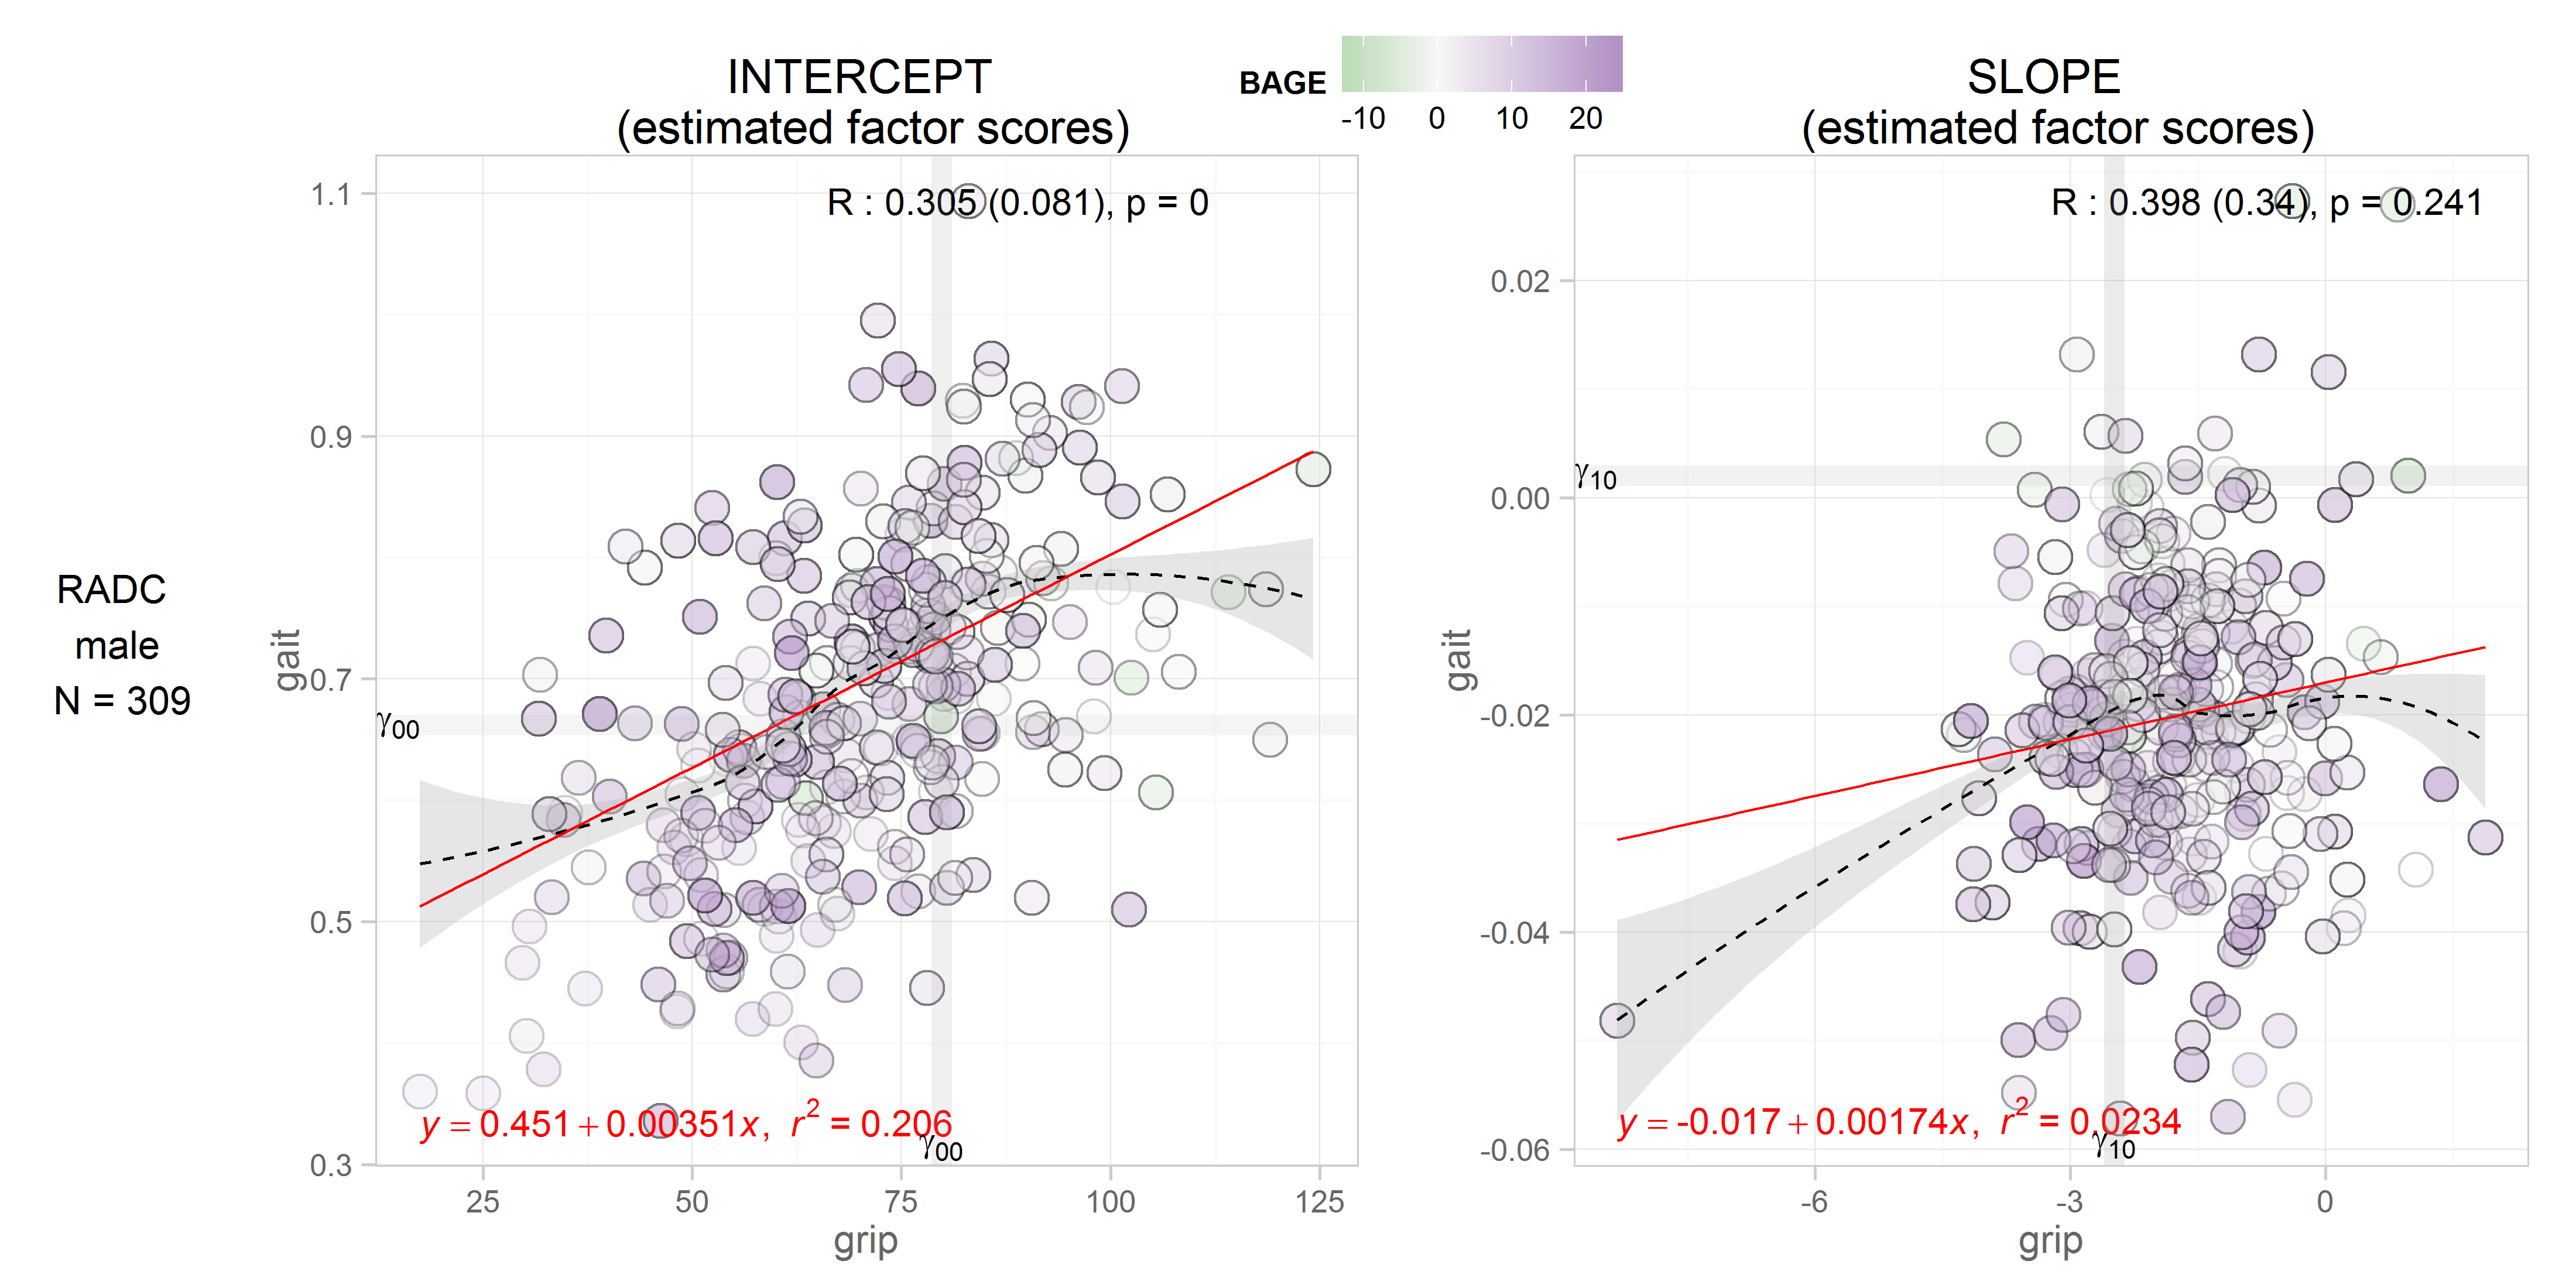 INTERCEPT
(estimated factor scores)
BAGE
-10 0 10 20
SLOPE
(estimated factor scores)
RADC
male
N = 309
gait
1.1
0.9
0.7
0.5
0.3
R : 0.305 (0.081), p = 0
γ00
y = 0.451 + 0.00351x, r² = 0.206
γ00
25 50 75 100 125
grip
gait
0.02
0.00
-0.02
-0.04
-0.06
R : 0.398 (0.34), p = 0.241
γ10
y = -0.017 + 0.00174x, r² = 0.0234
γ10
-6 -3 0
grip